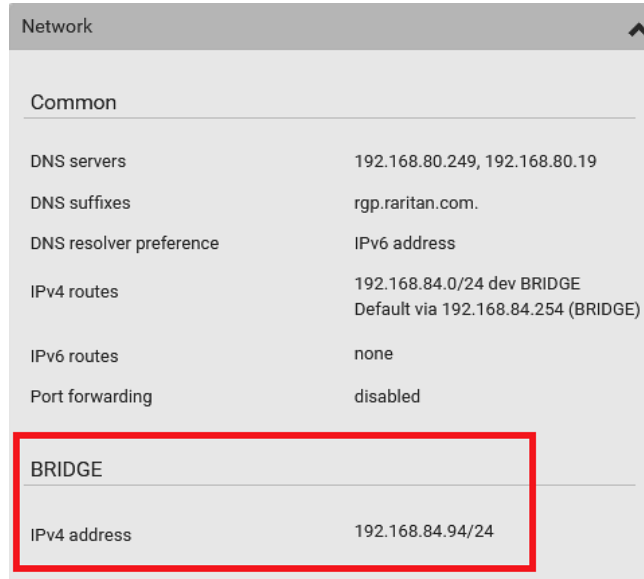 Network
Common
DNS servers 192.168.80.249, 192.168.80.19
DNS suffixes rgp.raritan.com.
DNS resolver preference IPv6 address
IPv4 routes 192.168.84.0/24 dev BRIDGE
Default via 192.168.84.254 (BRIDGE)
IPv6 routes none
Port forwarding disabled
BRIDGE
IPv4 address 192.168.84.94/24